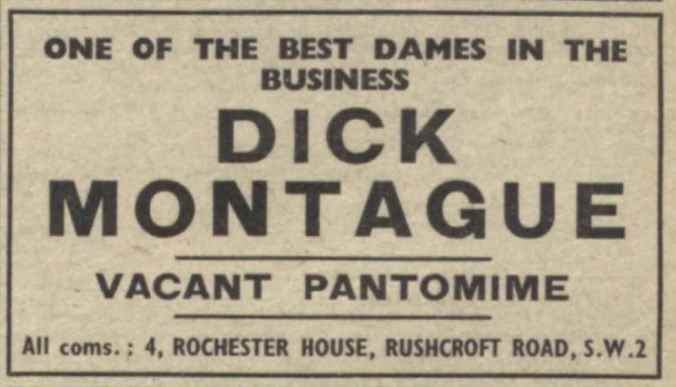 ONE OF THE BEST DAMES IN THE
BUSINESS
DICK
MONTAGUE
VACANT PANTOMIME
All coms.: 4, ROCHESTER HOUSE, RUSHCROFT ROAD, S.W.2